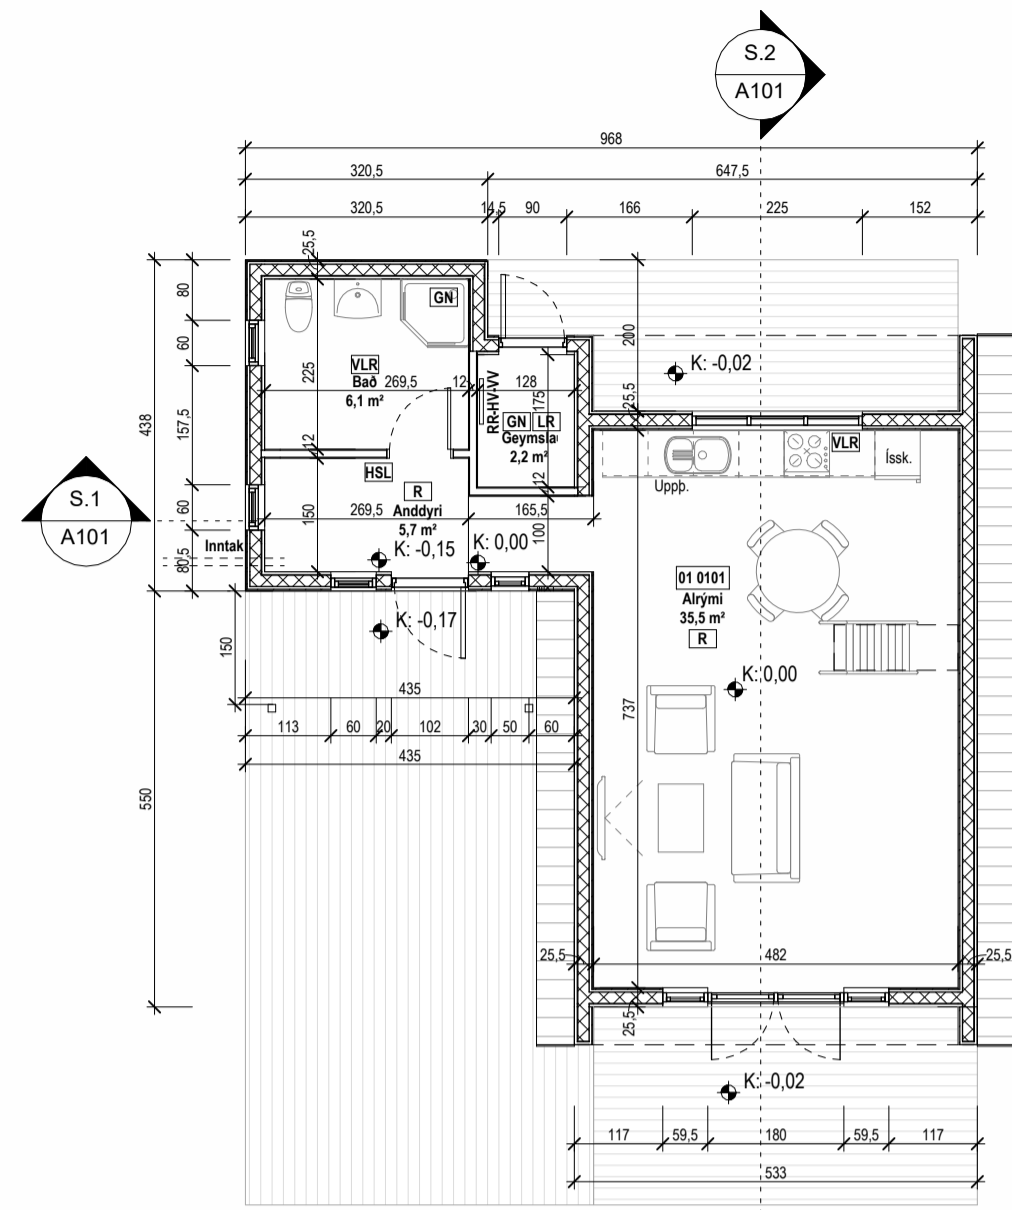 S.2
A101
968
320,5
647,5
320,5
14,5
90
166
225
152
25,5
80
60
157,5
60
80,5
438
550
GN
VLR
Bað
6,1 m²
225
269,5
12
128
175
RR-HV-VV
GN
LR
Geymsla
2,2 m²
12
12
200
25,5
K: -0,02
VLR
Íssk.
Uppþ.
S.1
A101
Inntak
HSL
R
Anddyri
5,7 m²
150
269,5
165,5
100
K: -0,15
K: 0,00
K: -0,17
01 0101
Alrými
35,5 m²
R
K: 0,00
737
150
435
113
60
20
102
30
50
60
435
25,5
482
25,5
25,5
K: -0,02
117
59,5
180
59,5
117
533